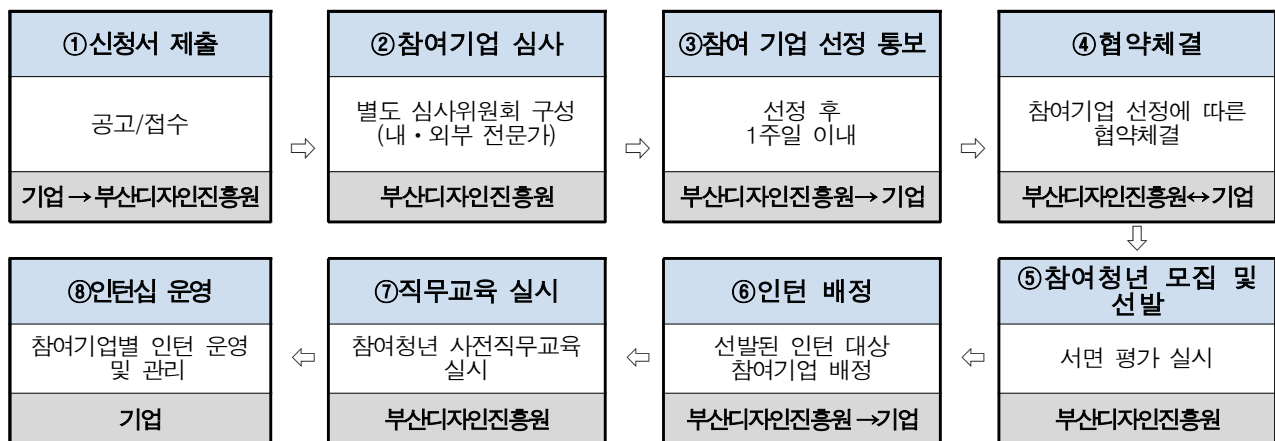 ①신청서 제출
공고/접수
기업→부산디자인진흥원
⇨
②참여기업 심사
별도 심사위원회 구성
(내・외부 전문가)
부산디자인진흥원
⇨
③참여 기업 선정 통보
선정 후
1주일 이내
부산디자인진흥원→기업
⇨
④협약체결
참여기업 선정에 따른
협약체결
부산디자인진흥원↔기업
⇩
⑤참여청년 모집 및
선발
서면 평가 실시
부산디자인진흥원
⇦
⑥인턴 배정
선발된 인턴 대상
참여기업 배정
부산디자인진흥원→기업
⇦
⑦직무교육 실시
참여청년 사전직무교육
실시
부산디자인진흥원
⇦
⑧인턴십 운영
참여기업별 인턴 운영
및 관리
기업